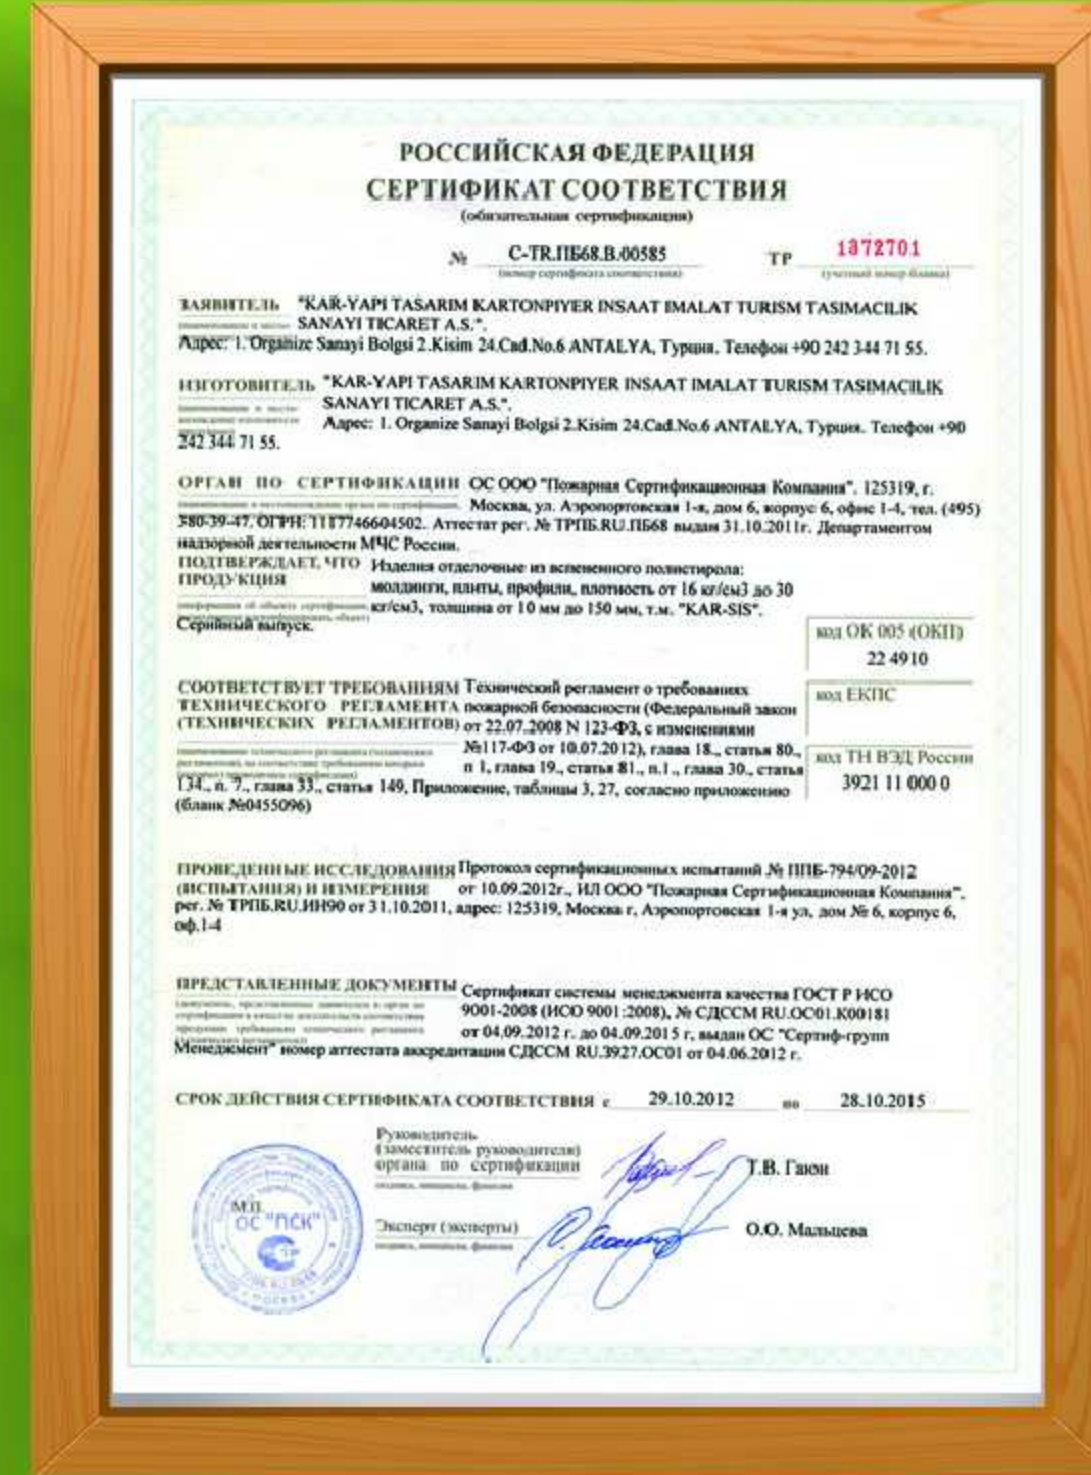 РОССИЙСКАЯ ФЕДЕРАЦИЯ
СЕРТИФИКАТ СООТВЕТСТВИЯ
(обязательная сертификация)
№ C-TR.ПБ68.В.00585 ТР 1372701
(номер сертификата соответствия) (учетный номер бланка)
ЗАЯВИТЕЛЬ "KAR-YAPI TASARIM KARTONPIYER INSAAT IMALAT TURISM TASIMACILIK
SANAYI TICARET A.S.".
Адрес: 1. Organize Sanayi Bolgsi 2.Kisim 24.Cad.No.6 ANTALYA, Турция. Телефон +90 242 344 71 55.
ИЗГОТОВИТЕЛЬ "KAR-YAPI TASARIM KARTONPIYER INSAAT IMALAT TURISM TASIMACILIK
SANAYI TICARET A.S.".
Адрес: 1. Organize Sanayi Bolgsi 2.Kisim 24.Cad.No.6 ANTALYA, Турция. Телефон +90
242 344 71 55.
ОРГАН ПО СЕРТИФИКАЦИИ ОС ООО "Пожарная Сертификационная Компания". 125319, г.
Москва, ул. Аэропортовская 1-я, дом 6, корпус 6, офис 1-4, тел. (495)
380-39-47. ОГРН: 1187746604502. Аттестат рег. № ТРПБ.RU.ПБ68 выдан 31.10.2011г. Департаментом
надзорной деятельности МЧС России.
ПОДТВЕРЖДАЕТ, ЧТО Изделия отделочные из вспененного полистирола:
ПРОДУКЦИЯ молдинги, плиты, профили, плотность от 16 кг/см3 до 30
кг/см3, толщина от 10 мм до 150 мм, т.м. "KAR-SIS".
Серийный выпуск.
код ОК 005 (ОКП)
22 4910
СООТВЕТСТВУЕТ ТРЕБОВАНИЯМ Технический регламент о требованиях
ТЕХНИЧЕСКОГО РЕГЛАМЕНТА пожарной безопасности (Федеральный закон
(ТЕХНИЧЕСКИХ РЕГЛАМЕНТОВ) от 22.07.2008 N 123-ФЗ, с изменениями
№117-ФЗ от 10.07.2012), глава 18., статья 80.,
п 1, глава 19., статья 81., п.1., глава 30., статья
134., п. 7., глава 33., статья 149, Приложение, таблицы 3, 27, согласно приложению
(бланк №0455096)
код ЕКПС
код ТН ВЭД России
3921 11 000 0
ПРОВЕДЕННЫЕ ИССЛЕДОВАНИЯ Протокол сертификационных испытаний № ППБ-794/09-2012
(ИСПЫТАНИЯ) И ИЗМЕРЕНИЯ от 10.09.2012г., ИЛ ООО "Пожарная Сертификационная Компания",
рег. № ТРПБ.RU.ИН90 от 31.10.2011, адрес: 125319, Москва г, Аэропортовская 1-я ул, дом № 6, корпус 6,
оф.1-4
ПРЕДСТАВЛЕННЫЕ ДОКУМЕНТЫ Сертификат системы менеджмента качества ГОСТ Р ИСО
9001-2008 (ИСО 9001:2008), № СДССМ RU.ОС01.К00181
от 04.09.2012 г. до 04.09.2015 г, выдан ОС "Сертиф-групп
Менеджмент" номер аттестата аккредитации СДССМ RU.3927.ОС01 от 04.06.2012 г.
СРОК ДЕЙСТВИЯ СЕРТИФИКАТА СООТВЕТСТВИЯ с 29.10.2012 по 28.10.2015
Руководитель
(заместитель руководителя)
органа по сертификации Т.В. Гаюн
подпись, инициалы, фамилия
М.П.
ОС "ПСК"
Эксперт (эксперты) О.О. Мальцева
подпись, инициалы, фамилия